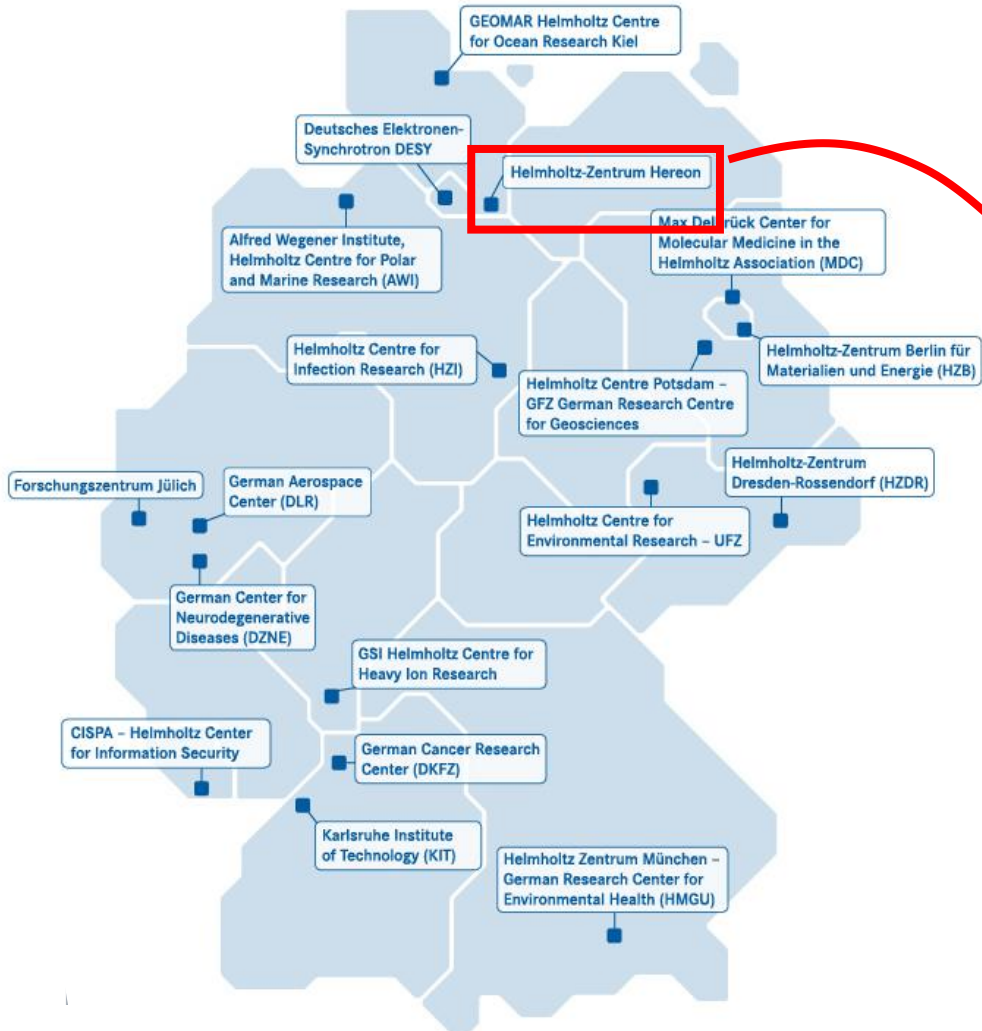 GEOMAR Helmholtz Centre
for Ocean Research Kiel
Deutsches Elektronen-
Synchrotron DESY
Helmholtz-Zentrum Hereon
Alfred Wegener Institute,
Helmholtz Centre for Polar
and Marine Research (AWI)
Max Delbrück Center for
Molecular Medicine in the
Helmholtz Association (MDC)
Helmholtz Centre for
Infection Research (HZI)
Helmholtz-Zentrum Berlin für
Materialien und Energie (HZB)
Helmholtz Centre Potsdam –
GFZ German Research Centre
for Geosciences
Forschungszentrum Jülich
German Aerospace
Center (DLR)
Helmholtz-Zentrum
Dresden-Rossendorf (HZDR)
Helmholtz Centre for
Environmental Research – UFZ
German Center for
Neurodegenerative
Diseases (DZNE)
GSI Helmholtz Centre for
Heavy Ion Research
CISPA – Helmholtz Center
for Information Security
German Cancer Research
Center (DKFZ)
Karlsruhe Institute
of Technology (KIT)
Helmholtz Zentrum München –
German Research Center for
Environmental Health (HMGU)